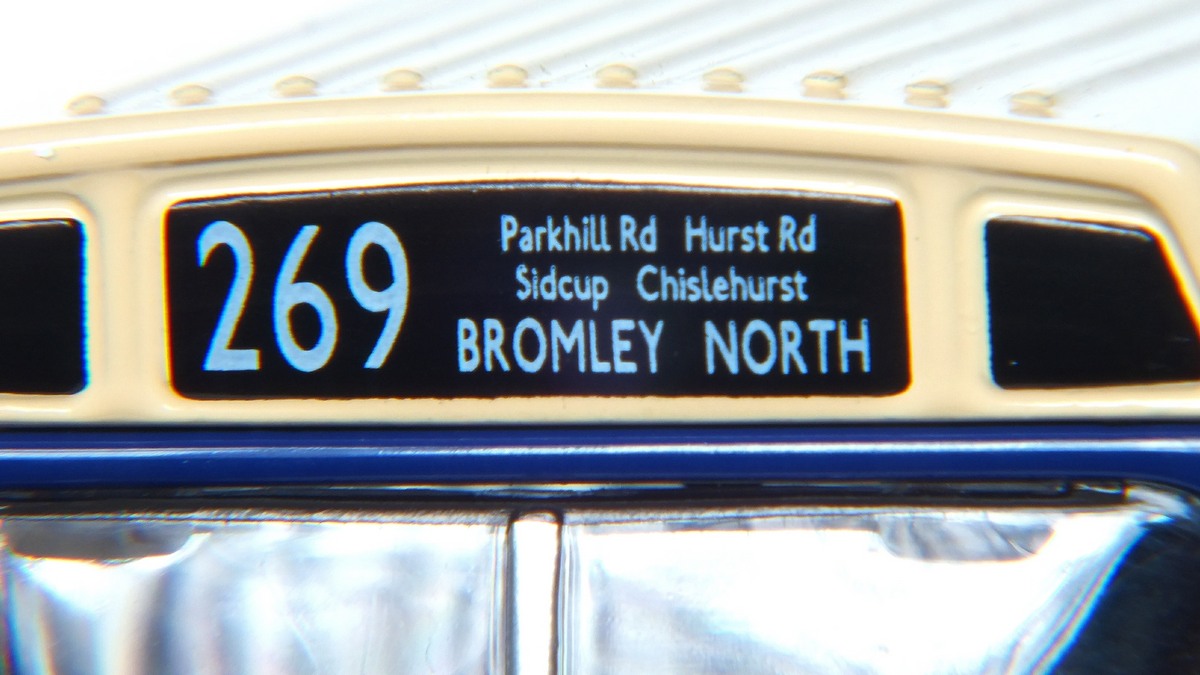 269
Parkhill Rd Hurst Rd
Sidcup Chislehurst
BROMLEY NORTH